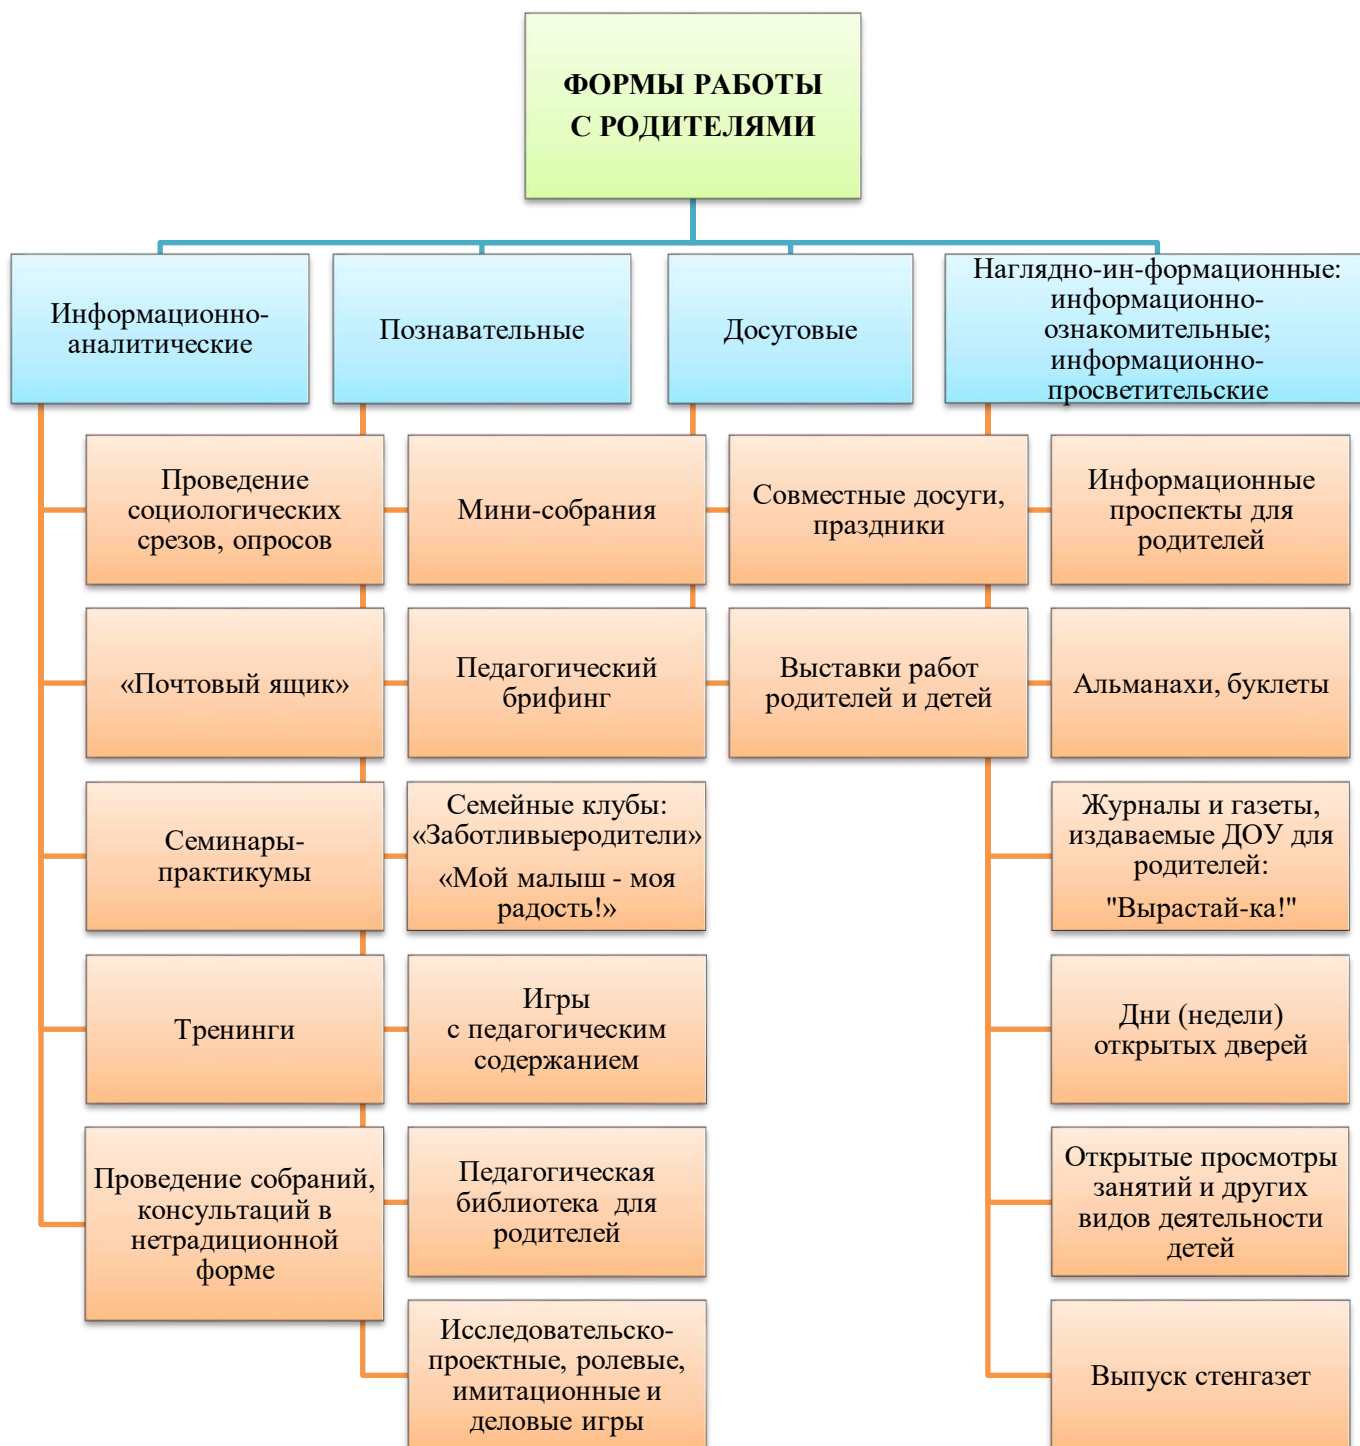 ФОРМЫ РАБОТЫ
С РОДИТЕЛЯМИ
Информационно-
аналитические
Проведение
социологических
срезов, опросов
«Почтовый ящик»
Семинары-
практикумы
Тренинги
Проведение собраний,
консультаций в
нетрадиционной
форме
Познавательные
Мини-собрания
Педагогический
брифинг
Семейные клубы:
«Заботливыеродители»
«Мой малыш - моя
радость!»
Игры
с педагогическим
содержанием
Педагогическая
библиотека для
родителей
Исследовательско-
проектные, ролевые,
имитационные и
деловые игры
Досуговые
Совместные досуги,
праздники
Выставки работ
родителей и детей
Наглядно-ин-формационные:
информационно-
ознакомительные;
информационно-
просветительские
Информационные
проспекты для
родителей
Альманахи, буклеты
Журналы и газеты,
издаваемые ДОУ для
родителей:
"Вырастай-ка!"
Дни (недели)
открытых дверей
Открытые просмотры
занятий и других
видов деятельности
детей
Выпуск стенгазет